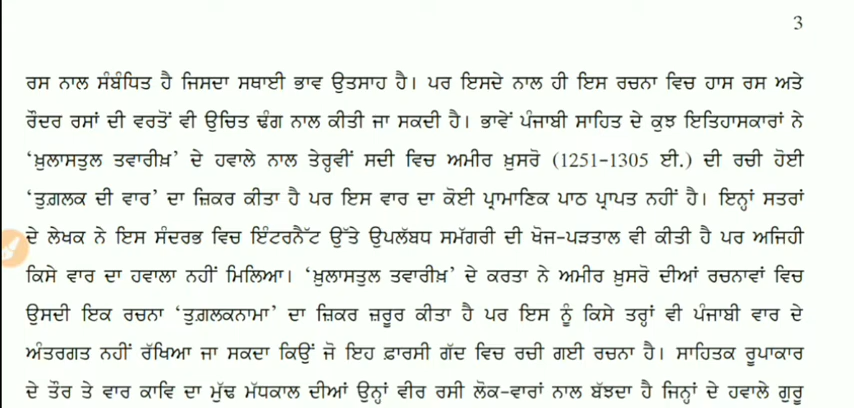 3
ਰਸ ਨਾਲ ਸੰਬੰਧਿਤ ਹੈ ਜਿਸਦਾ ਸਥਾਈ ਭਾਵ ਉਤਸਾਹ ਹੈ। ਪਰ ਇਸਦੇ ਨਾਲ ਹੀ ਇਸ ਰਚਨਾ ਵਿਚ ਹਾਸ ਰਸ ਅਤੇ
ਰੌਦਰ ਰਸਾਂ ਦੀ ਵਰਤੋਂ ਵੀ ਉਚਿਤ ਢੰਗ ਨਾਲ ਕੀਤੀ ਜਾ ਸਕਦੀ ਹੈ। ਭਾਵੇਂ ਪੰਜਾਬੀ ਸਾਹਿਤ ਦੇ ਕੁਝ ਇਤਿਹਾਸਕਾਰਾਂ ਨੇ
‘ਖ਼ੁਲਾਸਤੁਲ ਤਵਾਰੀਖ਼’ ਦੇ ਹਵਾਲੇ ਨਾਲ ਤੇਰ੍ਹਵੀਂ ਸਦੀ ਵਿਚ ਅਮੀਰ ਖ਼ੁਸਰੋ (1251-1305 ਈ.) ਦੀ ਰਚੀ ਹੋਈ
‘ਤੁਗ਼ਲਕ ਦੀ ਵਾਰ’ ਦਾ ਜ਼ਿਕਰ ਕੀਤਾ ਹੈ ਪਰ ਇਸ ਵਾਰ ਦਾ ਕੋਈ ਪ੍ਰਾਮਾਣਿਕ ਪਾਠ ਪ੍ਰਾਪਤ ਨਹੀਂ ਹੈ। ਇਨ੍ਹਾਂ ਸਤਰਾਂ
ਦੇ ਲੇਖਕ ਨੇ ਇਸ ਸੰਦਰਭ ਵਿਚ ਇੰਟਰਨੈੱਟ ਉੱਤੇ ਉਪਲੱਬਧ ਸਮੱਗਰੀ ਦੀ ਖੋਜ-ਪੜਤਾਲ ਵੀ ਕੀਤੀ ਹੈ ਪਰ ਅਜਿਹੀ
ਕਿਸੇ ਵਾਰ ਦਾ ਹਵਾਲਾ ਨਹੀਂ ਮਿਲਿਆ। ‘ਖ਼ੁਲਾਸਤੁਲ ਤਵਾਰੀਖ਼’ ਦੇ ਕਰਤਾ ਨੇ ਅਮੀਰ ਖ਼ੁਸਰੋ ਦੀਆਂ ਰਚਨਾਵਾਂ ਵਿਚ
ਉਸਦੀ ਇਕ ਰਚਨਾ ‘ਤੁਗ਼ਲਕਨਾਮਾ’ ਦਾ ਜ਼ਿਕਰ ਜ਼ਰੂਰ ਕੀਤਾ ਹੈ ਪਰ ਇਸ ਨੂੰ ਕਿਸੇ ਤਰ੍ਹਾਂ ਵੀ ਪੰਜਾਬੀ ਵਾਰ ਦੇ
ਅੰਤਰਗਤ ਨਹੀਂ ਰੱਖਿਆ ਜਾ ਸਕਦਾ ਕਿਉਂ ਜੋ ਇਹ ਫ਼ਾਰਸੀ ਗੱਦ ਵਿਚ ਰਚੀ ਗਈ ਰਚਨਾ ਹੈ। ਸਾਹਿਤਕ ਰੂਪਾਕਾਰ
ਦੇ ਤੌਰ ਤੇ ਵਾਰ ਕਾਵਿ ਦਾ ਮੁੱਢ ਮੱਧਕਾਲ ਦੀਆਂ ਉਨ੍ਹਾਂ ਵੀਰ ਰਸੀ ਲੋਕ-ਵਾਰਾਂ ਨਾਲ ਬੱਝਦਾ ਹੈ ਜਿਨ੍ਹਾਂ ਦੇ ਹਵਾਲੇ ਗੁਰੂ